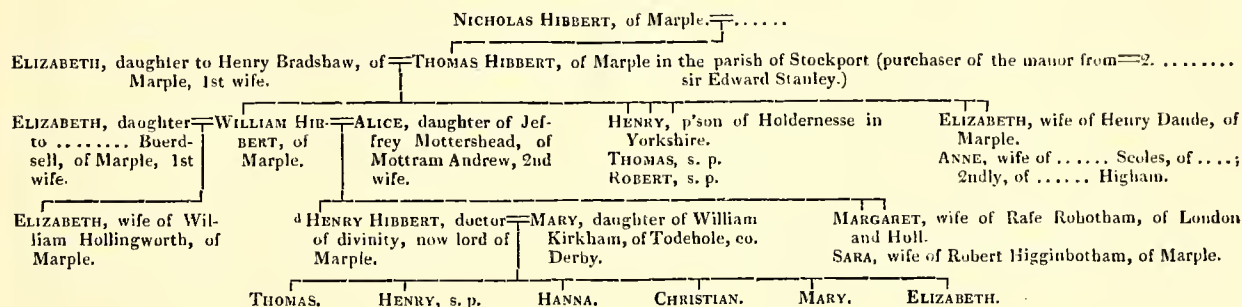 NICHOLAS HIBBERT, of Marple.=......
ELIZABETH, daughter to Henry Bradshaw, of Marple, 1st wife.
=THOMAS HIBBERT, of Marple in the parish of Stockport (purchaser of the manor from sir Edward Stanley.)
=2. ........
ELIZABETH, daughter
to ........ Buerd-
sell, of Marple, 1st
wife.
=WILLIAM HIB-
BERT, of
Marple.
=ALICE, daughter of Jef-
frey Mottershead, of
Mottram Andrew, 2nd
wife.
HENRY, p'son of Holdernesse in
Yorkshire.
THOMAS, s. p.
ROBERT, s. p.
ELIZABETH, wife of Henry Dande, of
Marple.
ANNE, wife of ...... Scoles, of ....;
2ndly, of ...... Higham.
ELIZABETH, wife of Wil-
liam Hollingworth, of
Marple.
d HENRY HIBBERT, doctor
of divinity, now lord of
Marple.
=MARY, daughter of William
Kirkham, of Todehole, co.
Derby.
MARGARET, wife of Rafe Robotham, of London
and Holl.
SARA, wife of Robert Higginbotham, of Marple.
THOMAS. HENRY, s. p. HANNA. CHRISTIAN. MARY. ELIZABETH.